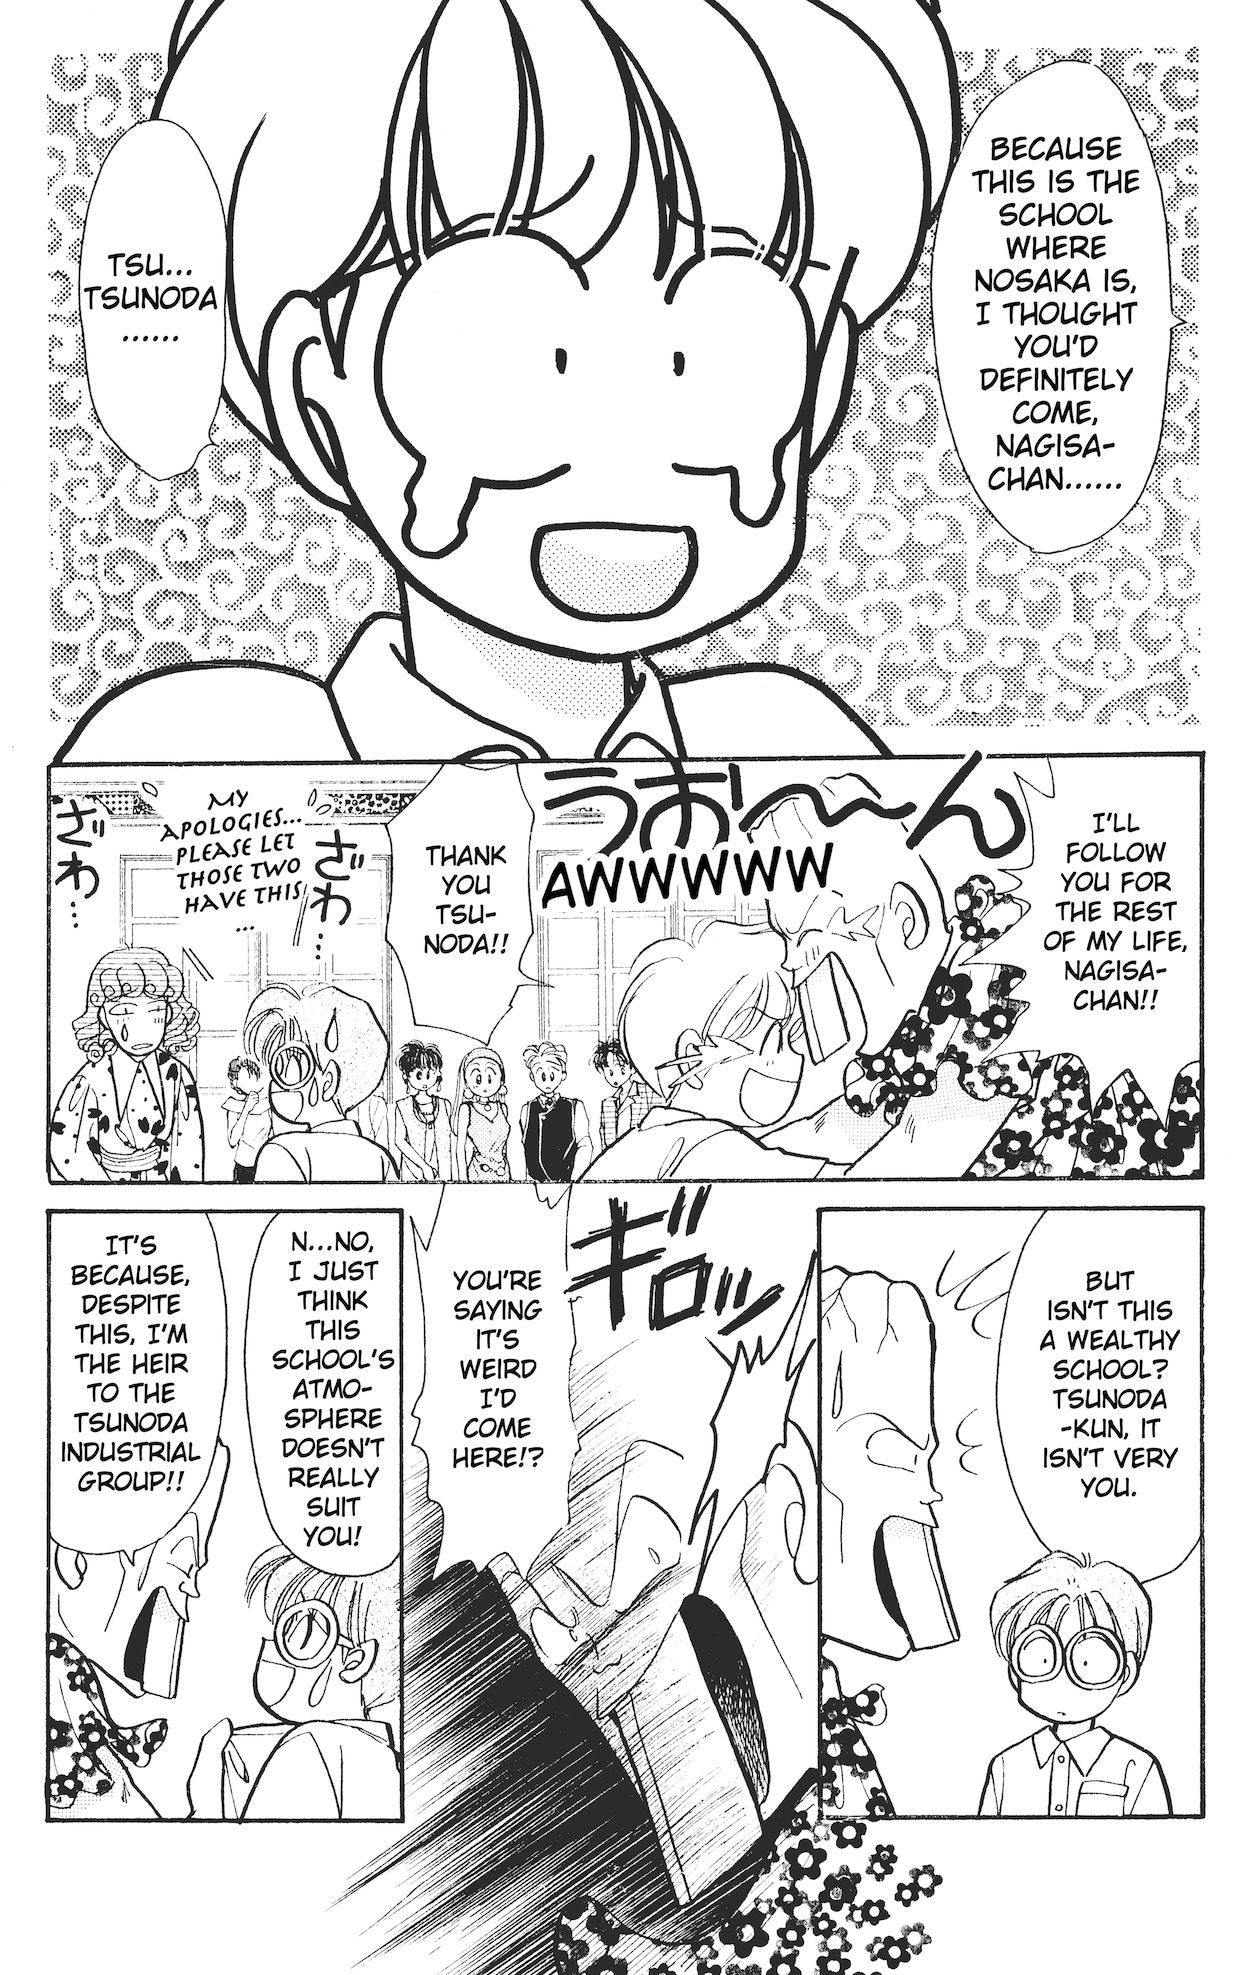 BECAUSE
THIS IS THE
SCHOOL
WHERE
NOSAKA IS,
I THOUGHT
YOU'D
DEFINITELY
COME,
NAGISA-
CHAN......
TSU...
TSUNODA
......
I'LL
FOLLOW
YOU FOR
THE REST
OF MY LIFE,
NAGISA-
CHAN!!
うお〜〜ん
AWWWWW
THANK
YOU
TSU-
NODA!!
ざわ…
MY
APOLOGIES...
PLEASE LET
THOSE TWO
HAVE THIS
...
ざわ…
BUT
ISN'T THIS
A WEALTHY
SCHOOL?
TSUNODA
-KUN, IT
ISN'T VERY
YOU.
ギロッ
YOU'RE
SAYING
IT'S
WEIRD
I'D
COME
HERE!?
N...NO,
I JUST
THINK
THIS
SCHOOL'S
ATMO-
SPHERE
DOESN'T
REALLY
SUIT
YOU!
IT'S
BECAUSE,
DESPITE
THIS, I'M
THE HEIR
TO THE
TSUNODA
INDUSTRIAL
GROUP!!